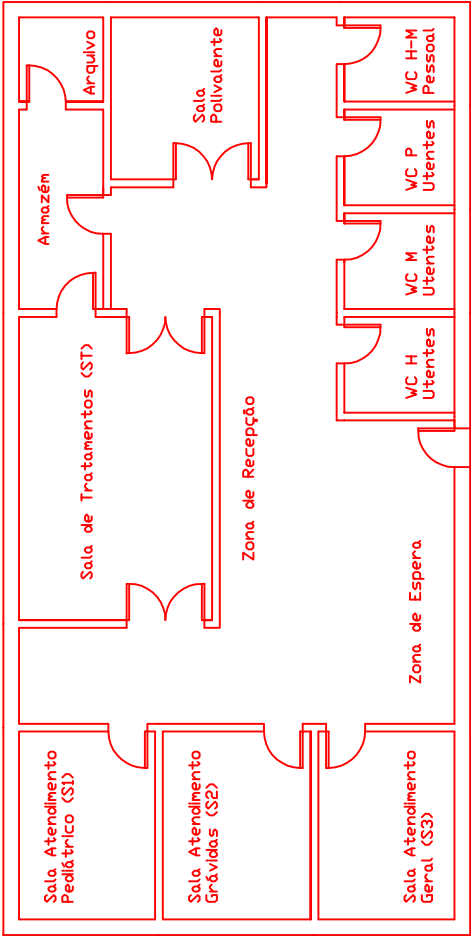 Arquivo
Sala
Polivalente
WC H-M
Pessoal
WC P
Utentes
Armazém
WC M
Utentes
WC H
Utentes
Sala de Tratamentos (ST)
Zona de Recepção
Zona de Espera
Sala Atendimento
Pediátrico (S1)
Sala Atendimento
Grávidas (S2)
Sala Atendimento
Geral (S3)